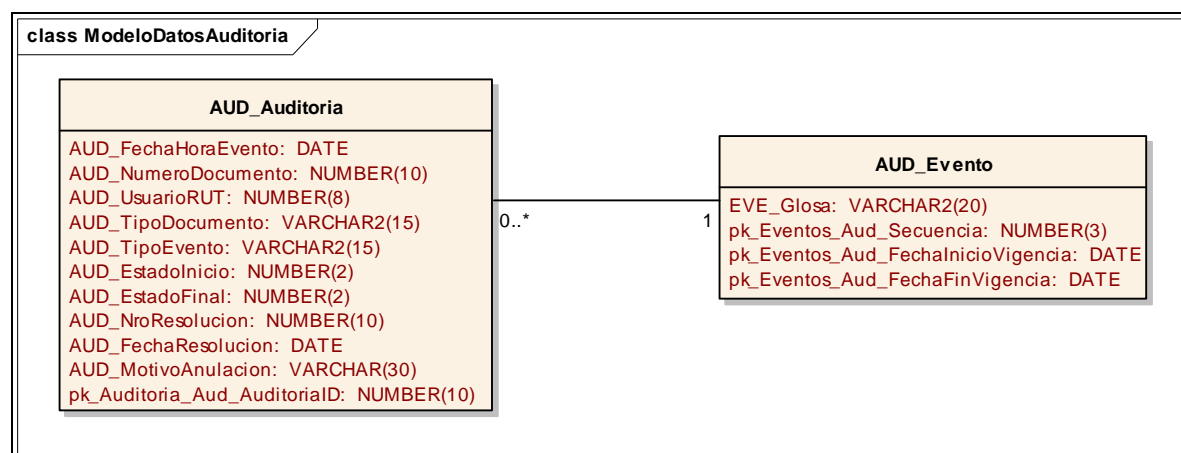 class ModeloDatosAuditoria
AUD_Auditoria
AUD_FechaHoraEvento: DATE
AUD_NumeroDocumento: NUMBER(10)
AUD_UsuarioRUT: NUMBER(8)
AUD_TipoDocumento: VARCHAR2(15)
AUD_TipoEvento: VARCHAR2(15)
AUD_EstadoInicio: NUMBER(2)
AUD_EstadoFinal: NUMBER(2)
AUD_NroResolucion: NUMBER(10)
AUD_FechaResolucion: DATE
AUD_MotivoAnulacion: VARCHAR(30)
pk_Auditoria_Aud_AuditoriaID: NUMBER(10)
0..*
1
AUD_Evento
EVE_Glosa: VARCHAR2(20)
pk_Eventos_Aud_Secuencia: NUMBER(3)
pk_Eventos_Aud_FechaInicioVigencia: DATE
pk_Eventos_Aud_FechaFinVigencia: DATE